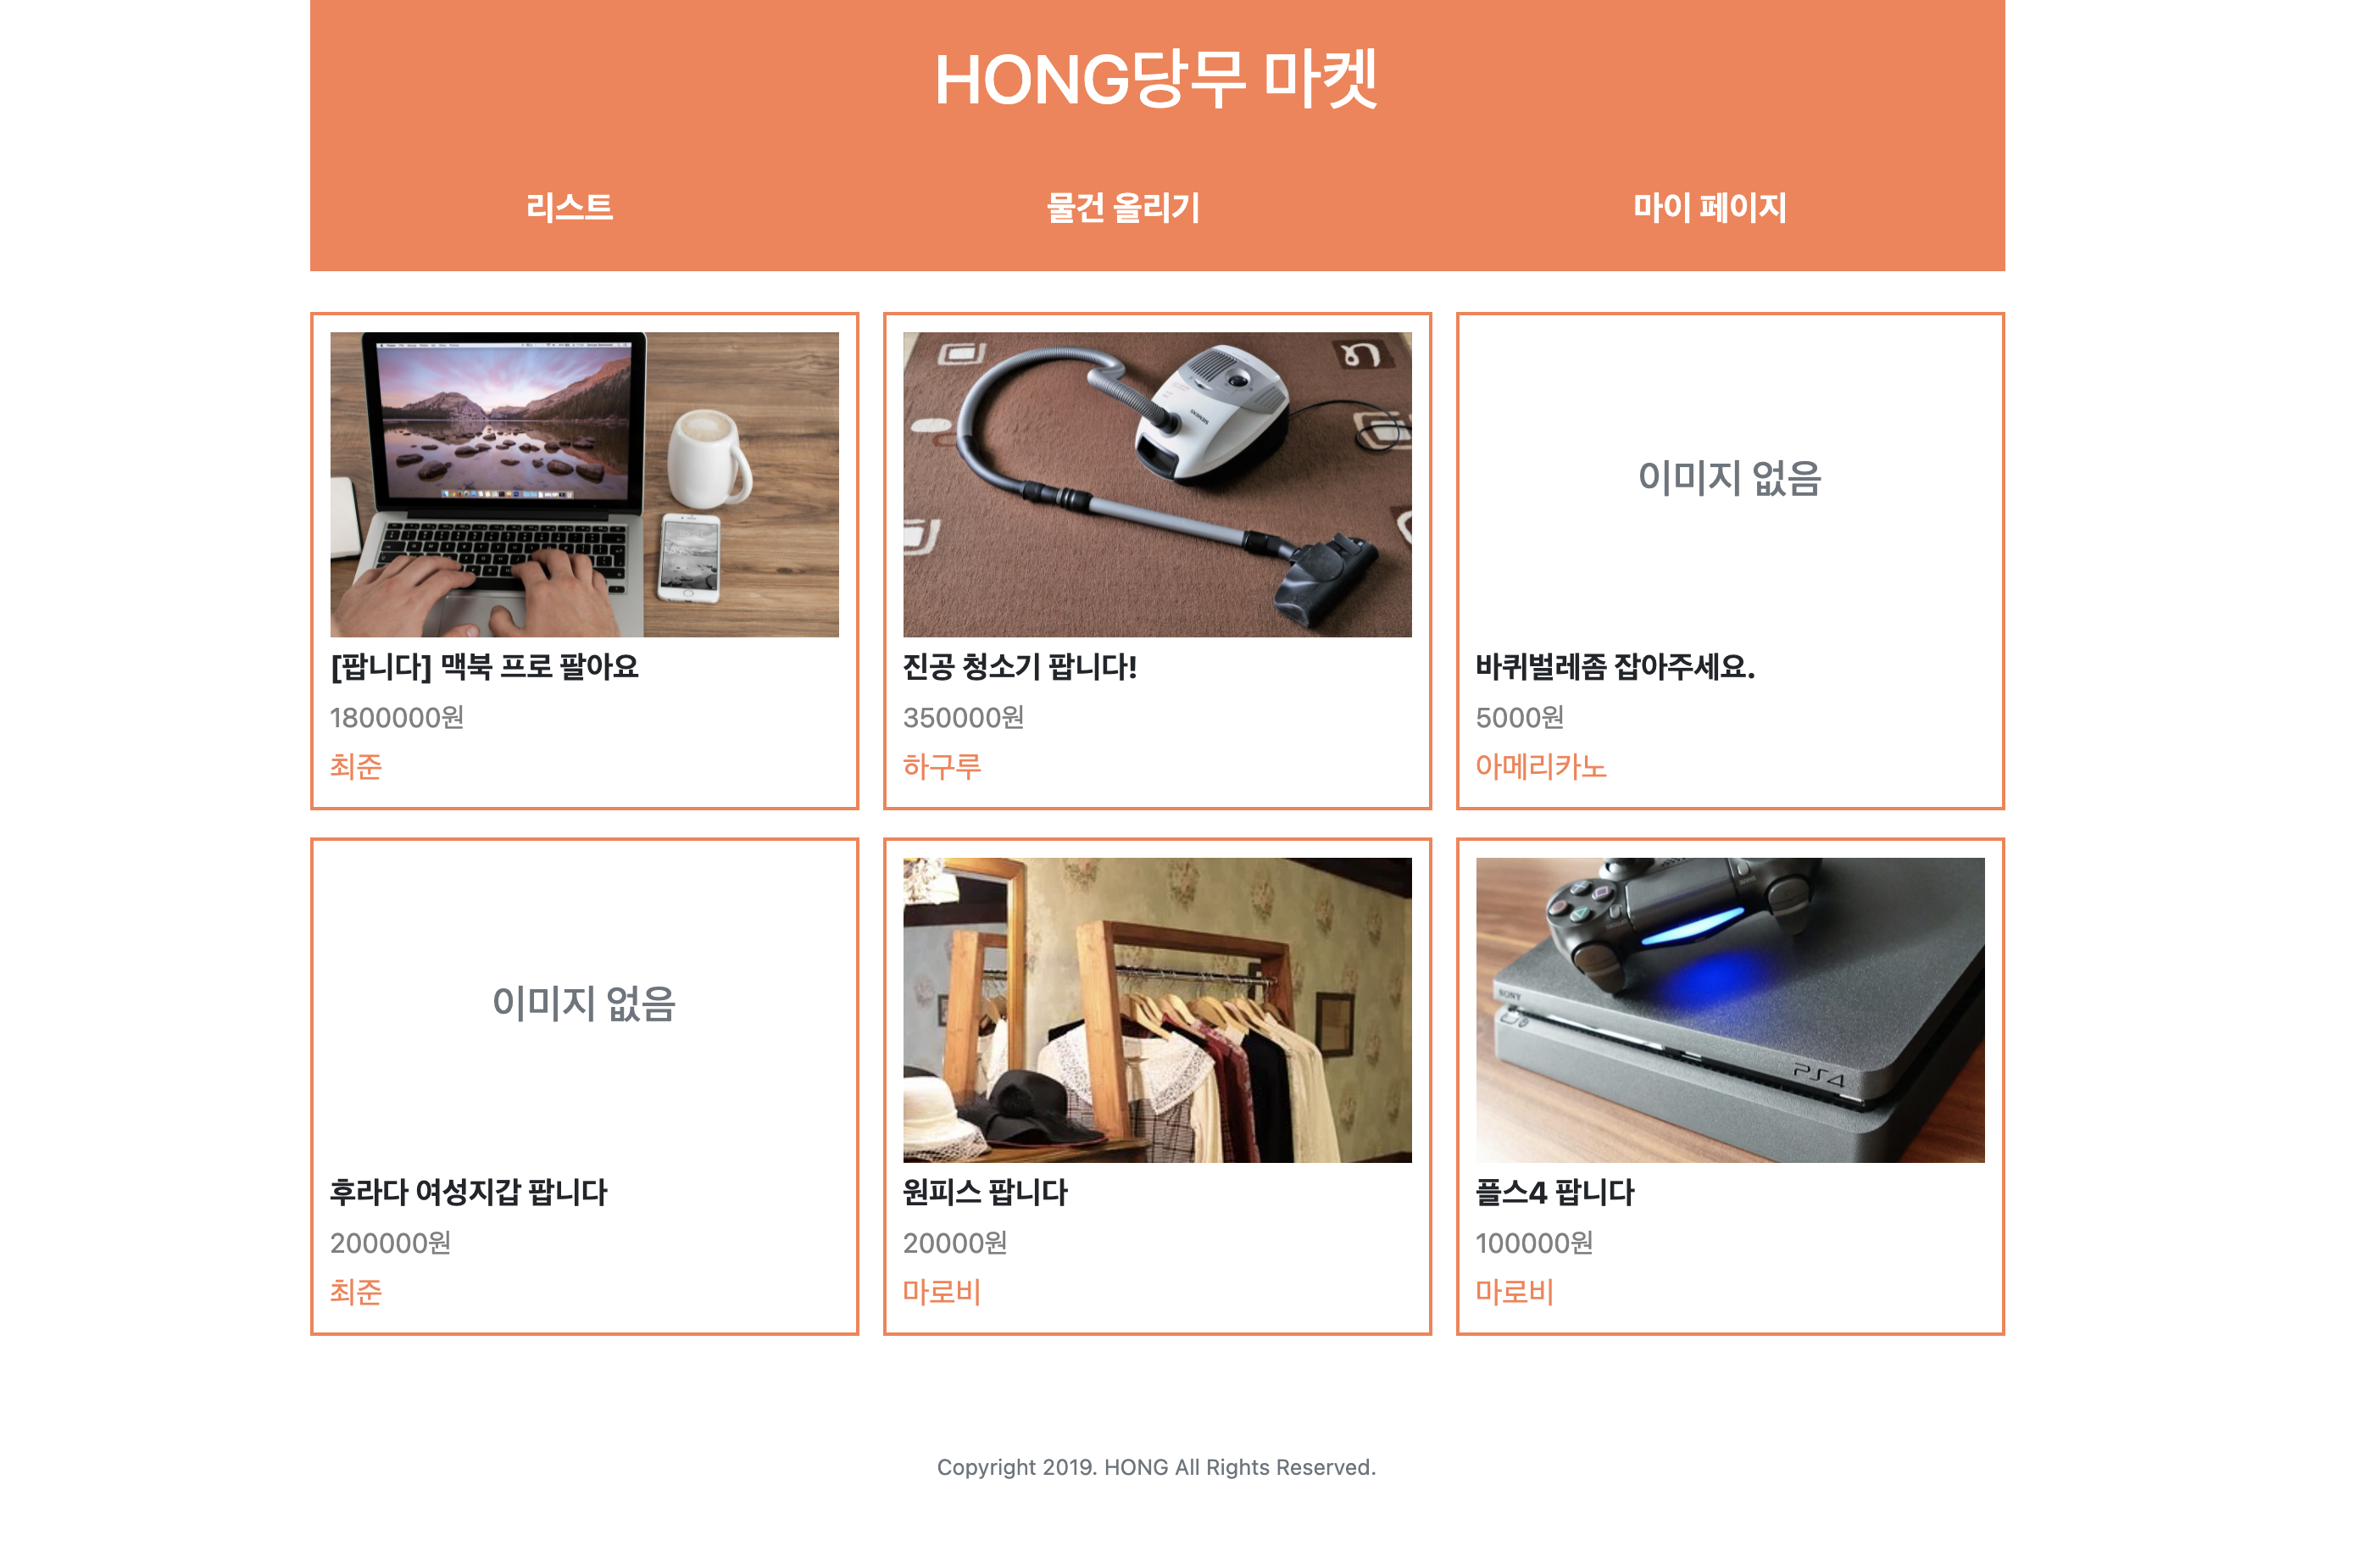 HONG당무 마켓
리스트
물건 올리기
마이 페이지
[팝니다] 맥북 프로 팔아요
1800000원
최준
SIEMENS
진공 청소기 팝니다!
350000원
하구루
이미지 없음
바퀴벌레좀 잡아주세요.
5000원
아메리카노
이미지 없음
후라다 여성지갑 팝니다
200000원
최준
원피스 팝니다
20000원
마로비
SONY
PS4
플스4 팝니다
100000원
마로비
Copyright 2019. HONG All Rights Reserved.